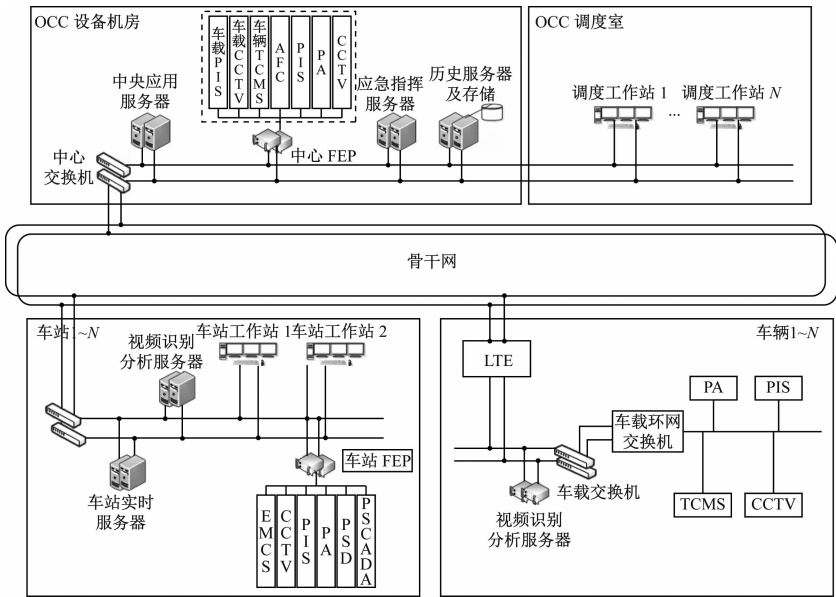 OCC 设备机房
OCC 调度室
车载PIS
车载CCTV
车辆TCMS
AFC
PIS
PA
CCTV
中央应用
服务器
应急指挥
服务器
历史服务器
及存储
调度工作站 1
...
调度工作站 N
中心 FEP
中心
交换机
骨干网
车站1~N
视频识别
分析服务器
车站工作站 1
车站工作站 2
车站 FEP
车站实时
服务器
EMCS
CCTV
PIS
PA
PSD
PSCADA
车辆1~N
LTE
PA
PIS
车载环网
交换机
车载交换机
TCMS
CCTV
视频识别
分析服务器